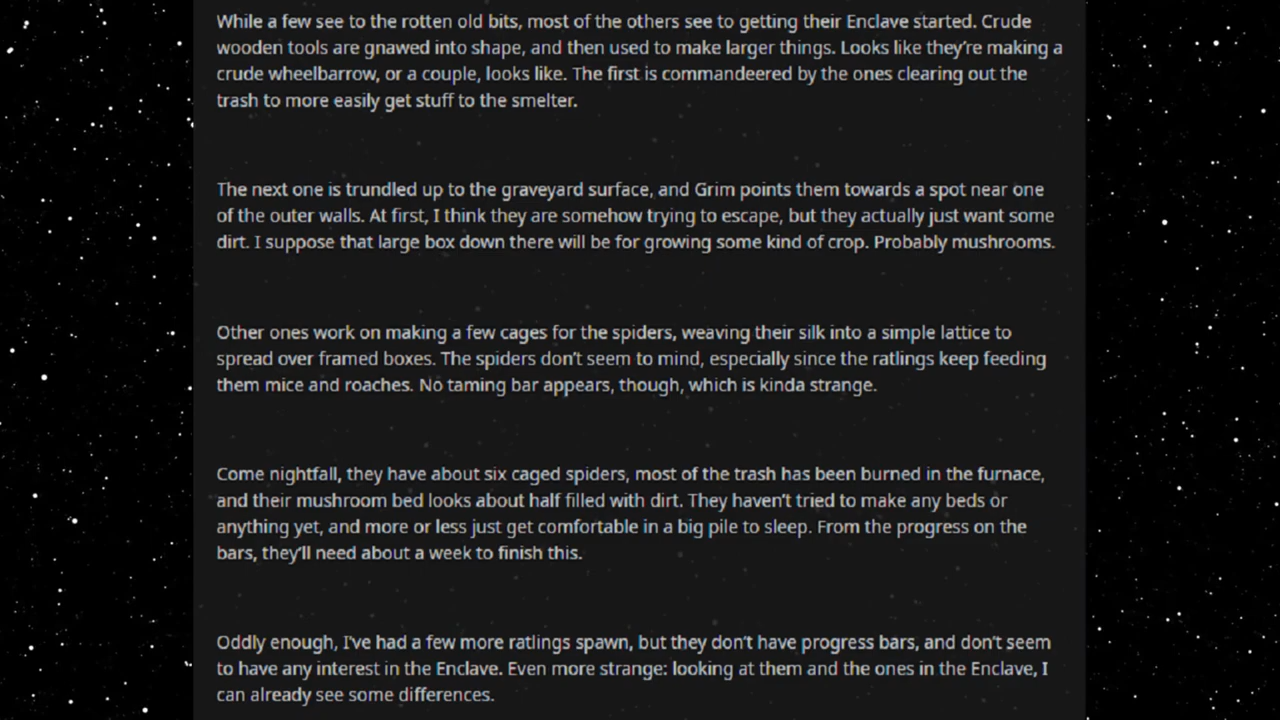 While a few see to the rotten old bits, most of the others see to getting their Enclave started. Crude
wooden tools are gnawed into shape, and then used to make larger things. Looks like they're making a
crude wheelbarrow, or a couple, looks like. The first is commandeered by the ones clearing out the
trash to more easily get stuff to the smelter.
The next one is trundled up to the graveyard surface, and Grim points them towards a spot near one
of the outer walls. At first, I think they are somehow trying to escape, but they actually just want some
dirt. I suppose that large box down there will be for growing some kind of crop. Probably mushrooms.
Other ones work on making a few cages for the spiders, weaving their silk into a simple lattice to
spread over framed boxes. The spiders don't seem to mind, especially since the ratlings keep feeding
them mice and roaches. No taming bar appears, though, which is kinda strange.
Come nightfall, they have about six caged spiders, most of the trash has been burned in the furnace,
and their mushroom bed looks about half filled with dirt. They haven't tried to make any beds or
anything yet, and more or less just get comfortable in a big pile to sleep. From the progress on the
bars, they'll need about a week to finish this.
Oddly enough, I've had a few more ratlings spawn, but they don't have progress bars, and don't seem
to have any interest in the Enclave. Even more strange: looking at them and the ones in the Enclave, I
can already see some differences.